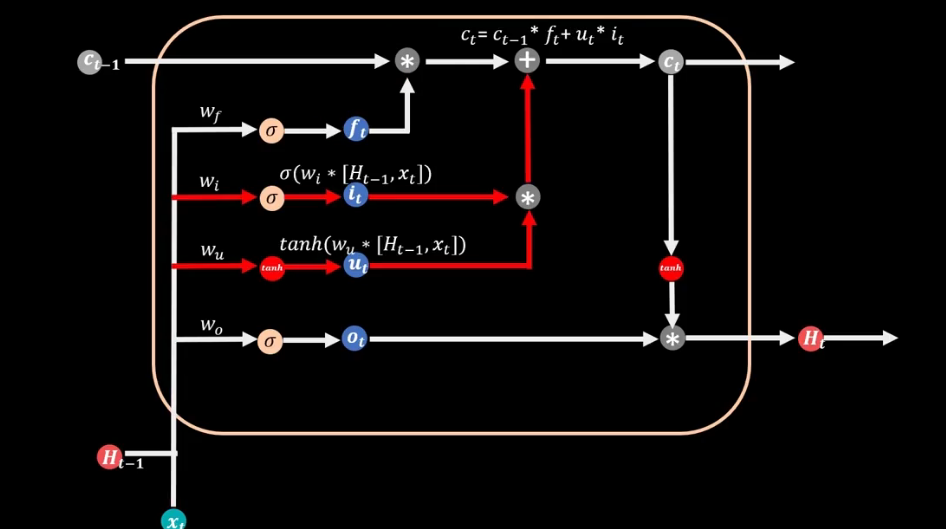 c_t= c_{t-1}* f_t+ u_t* i_t
c_{t-1}
*
+
c_t
w_f
σ
f_t
σ(w_i * [H_{t-1}, x_t])
w_i
σ
i_t
*
tanh(w_u * [H_{t-1}, x_t])
w_u
tanh
u_t
tanh
w_o
σ
o_t
*
H_t
H_{t-1}
x_t